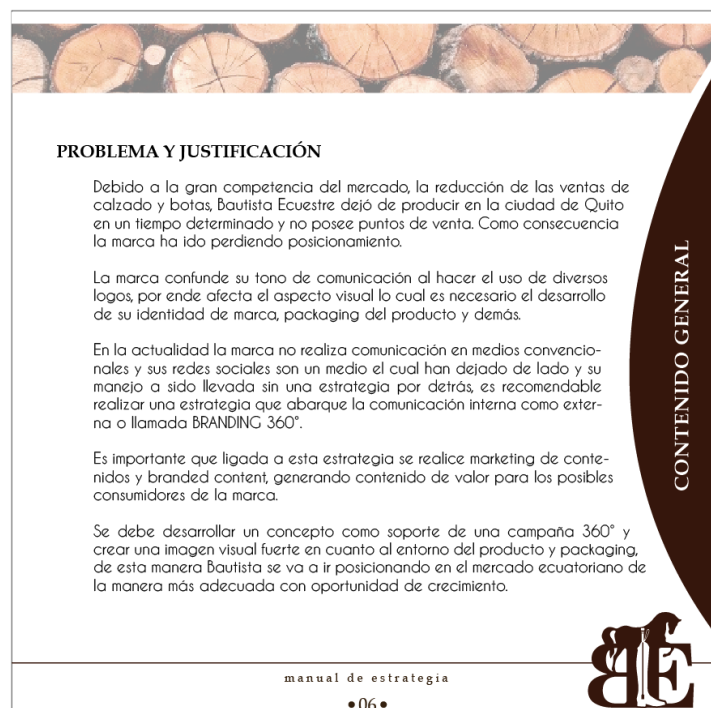 PROBLEMA Y JUSTIFICACIÓN
Debido a la gran competencia del mercado, la reducción de las ventas de
calzado y botas, Bautista Ecuestre dejó de producir en la ciudad de Quito
en un tiempo determinado y no posee puntos de venta. Como consecuencia
la marca ha ido perdiendo posicionamiento.
La marca confunde su tono de comunicación al hacer el uso de diversos
logos, por ende afecta el aspecto visual lo cual es necesario el desarrollo
de su identidad de marca, packaging del producto y demás.
En la actualidad la marca no realiza comunicación en medios convencio-
nales y sus redes sociales son un medio el cual han dejado de lado y su
manejo a sido llevada sin una estrategia por detrás, es recomendable
realizar una estrategia que abarque la comunicación interna como exter-
na o llamada BRANDING 360°.
Es importante que ligada a esta estrategia se realice marketing de conte-
nidos y branded content, generando contenido de valor para los posibles
consumidores de la marca.
Se debe desarrollar un concepto como soporte de una campaña 360° y
crear una imagen visual fuerte en cuanto al entorno del producto y packaging,
de esta manera Bautista se va a ir posicionando en el mercado ecuatoriano de
la manera más adecuada con oportunidad de crecimiento.
CONTENIDO GENERAL
BE
manual de estrategia
•06•